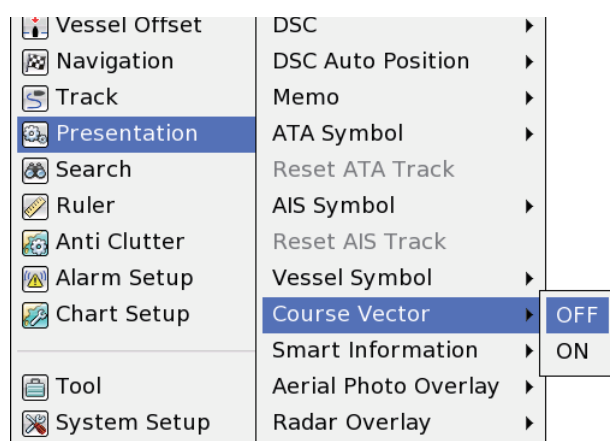 Vessel Offset
Navigation
Track
Presentation
Search
Ruler
Anti Clutter
Alarm Setup
Chart Setup
Tool
System Setup
DSC
DSC Auto Position
Memo
ATA Symbol
Reset ATA Track
AIS Symbol
Reset AIS Track
Vessel Symbol
Course Vector
Smart Information
Aerial Photo Overlay
Radar Overlay
OFF
ON